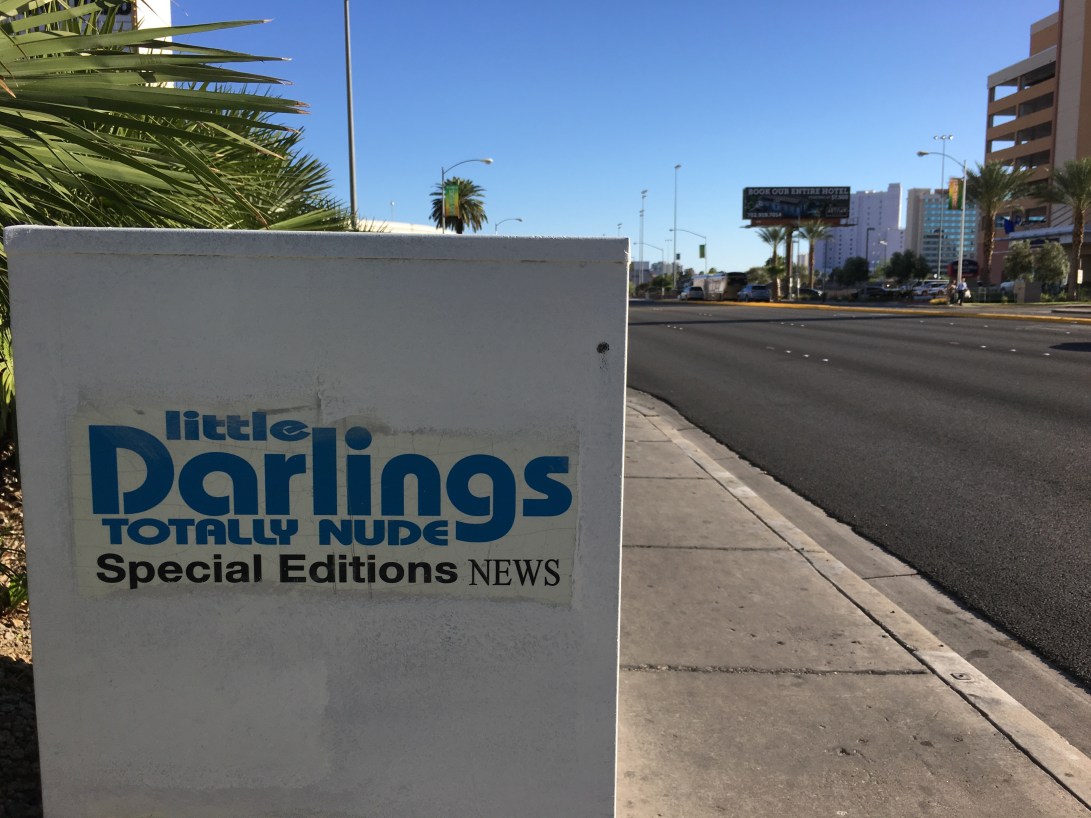 BOOK OUR ENTIRE HOTEL
little
Darlings
TOTALLY NUDE
Special Editions NEWS